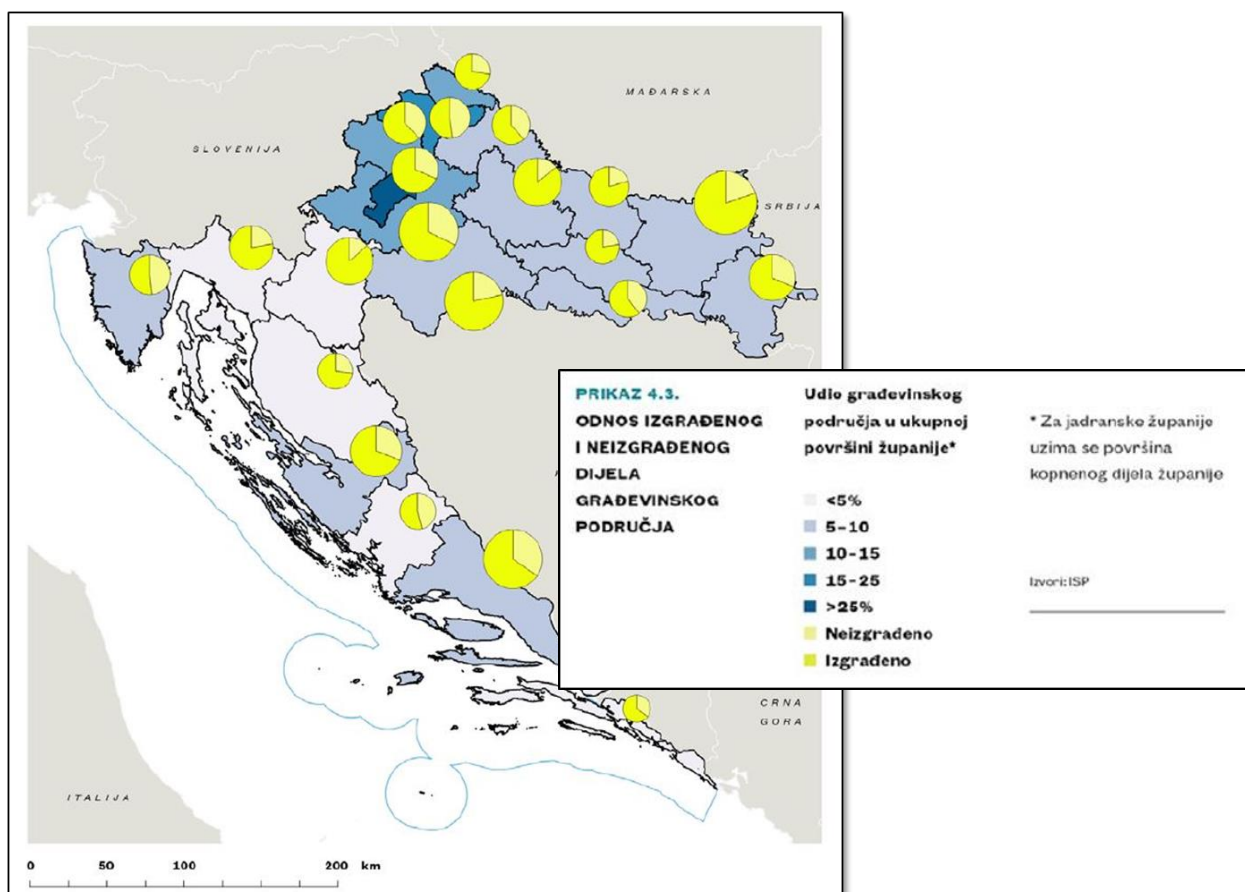 MAĐARSKA
SLOVENIJA
SRBIJA
PRIKAZ 4.3.
ODNOS IZGRAĐENOG
I NEIZGRAĐENOG
DIJELA
GRAĐEVINSKOG
PODRUČJA
Udio građevinskog
područja u ukupnoj
površini županije*
<5%
5-10
10-15
15-25
>25%
Neizgrađeno
Izgrađeno
* Za jadranske županije
uzima se površina
kopnenog dijela županije
Izvori: ISP
CRNA
GORA
ITALIJA
0 50 100 200 km